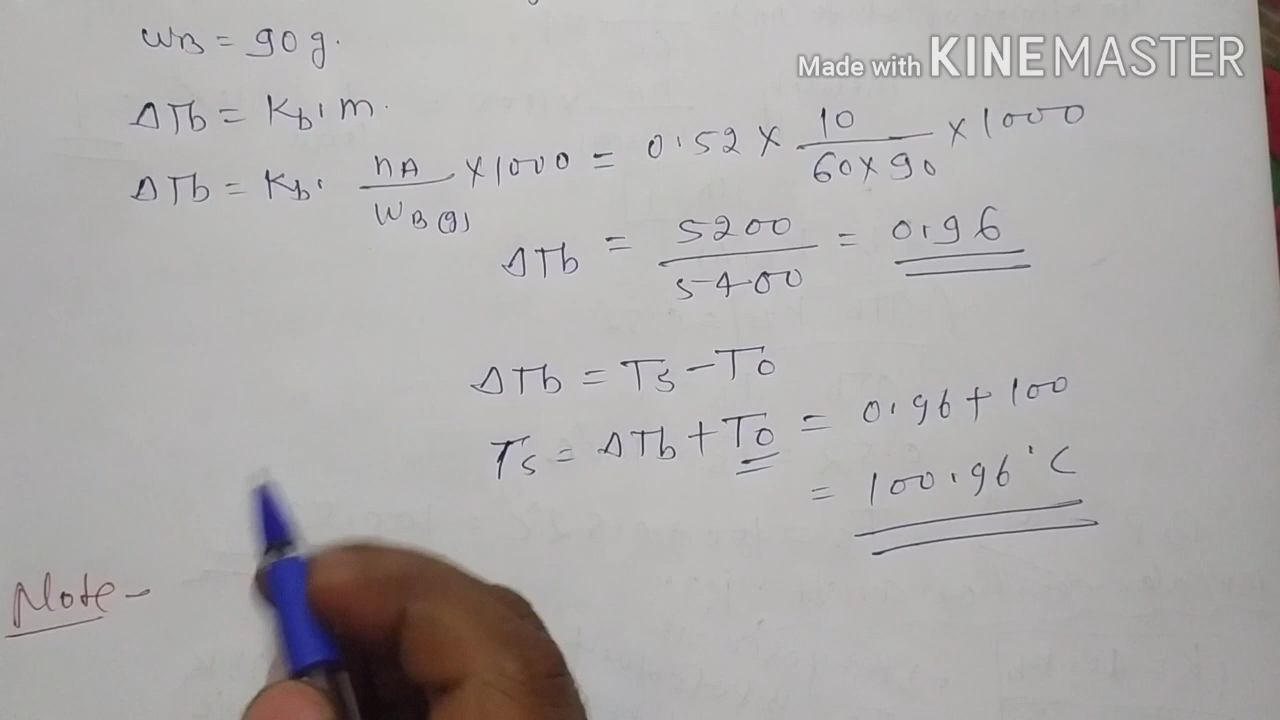 WB = 90 g.
Made with KINEMASTER
ΔTb = Kb. m.
ΔTb = Kb. nA/WB(g) ×1000 = 0.52 × 10/60×90 ×1000
ΔTb = 5200/5400 = 0.96
ΔTb = Ts - To
Ts = ΔTb + To = 0.96 + 100
= 100.96°C
Note -